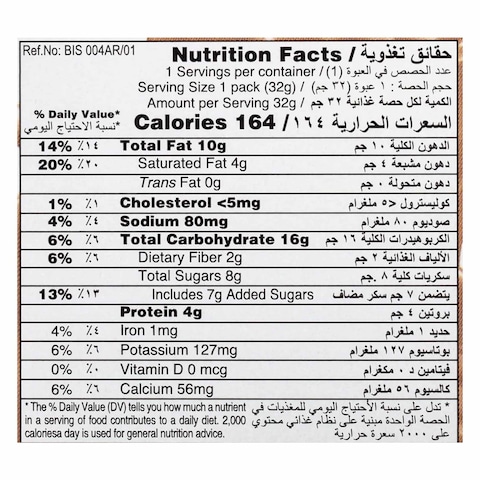 Ref.No: BIS 004AR/01 Nutrition Facts / حقائق تغذوية
1 Servings per container / عدد الحصص في العبوة (1)
Serving Size 1 pack (32g) / حجم الحصة : ١ عبوة (٣٢ جم)
Amount per Serving 32g / الكمية لكل حصة غذائية ٣٢ جم
% Daily Value*
نسبة الاحتياج اليومي* Calories 164 / السعرات الحرارية ١٦٤
14% ٪١٤ Total Fat 10g الدهون الكلية ١٠ جم
20% ٪٢٠ Saturated Fat 4g دهون مشبعة ٤ جم
Trans Fat 0g دهون متحولة ٠ جم
1% ٪١ Cholesterol <5mg كوليسترول <٥ ملغرام
4% ٪٤ Sodium 80mg صوديوم ٨٠ ملغرام
6% ٪٦ Total Carbohydrate 16g الكربوهيدرات الكلية ١٦ جم
6% ٪٦ Dietary Fiber 2g الألياف الغذائية ٢ جم
Total Sugars 8g سكريات كلية ٨ .جم
13% ٪١٣ Includes 7g Added Sugars يتضمن ٧ جم سكر مضاف
Protein 4g بروتين ٤ جم
4% ٪٤ Iron 1mg حديد ١ ملغرام
6% ٪٦ Potassium 127mg بوتاسيوم ١٢٧ ملغرام
0% ٪٠ Vitamin D 0 mcg فيتامين د ٠ مكغرام
6% ٪٦ Calcium 56mg كالسيوم ٥٦ ملغرام
* The % Daily Value (DV) tells you how much a nutrient
in a serving of food contributes to a daily diet. 2,000
caloriesa day is used for general nutrition advice.
* تدل على نسبة الأحتياج اليومي للمغذيات في
الحصة الواحدة مبنية على نظام غذائي محتوي
على ٢٠٠٠ سعرة حرارية